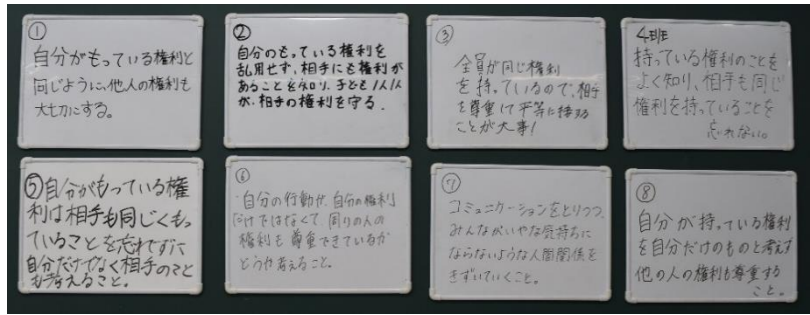 ①
自分がもっている権利と
同じように、他人の権利も
大切にする。
②
自分のもっている権利を
乱用せず、相手にも権利が
あることを知り、子ども1人1人
が、相手の権利を守る。
③
全員が同じ権利
を持っているので、相手
を尊重して平等に接する
ことが大事!
4班
持っている権利のことを
よく知り、相手も同じ
権利を持っていることを
忘れない。
⑤自分がもっている権
利は相手も同じくもっ
ていることを忘れずに
自分だけでなく相手のこと
も考えること。
⑥
自分の行動が、自分の権利
だけではなくて周りの人の
権利も尊重できているか
どうか考えること。
⑦
コミュニケーションをとりつつ、
みんながいやな気持ちに
ならないような人間関係を
きずいていくこと。
⑧
自分が持っている権利
を自分だけのものと考えず
他の人の権利も尊重する
こと。